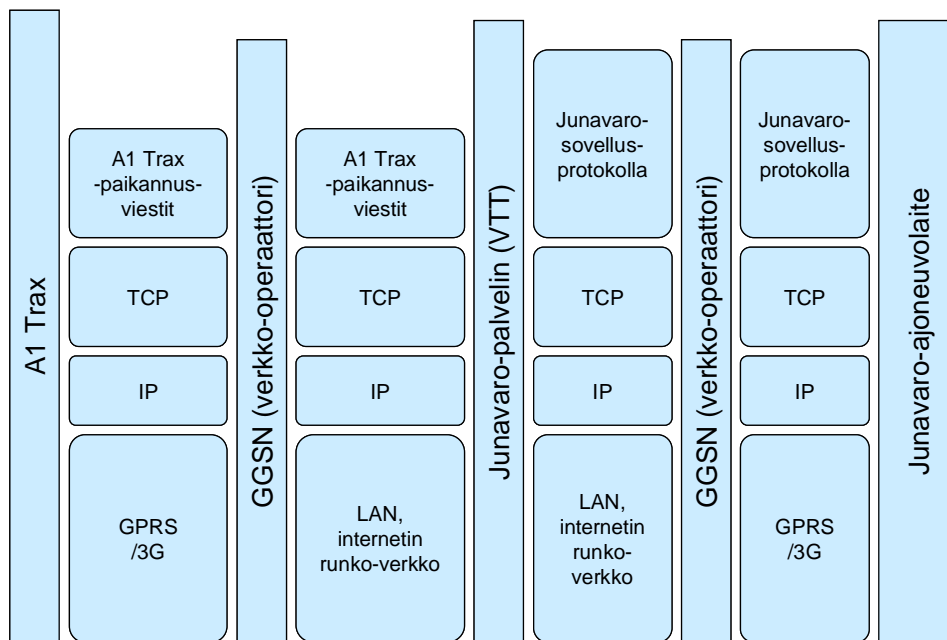 A1 Trax
A1 Trax
-paikannus-
viestit
TCP
IP
GPRS
/3G
GGSN (verkko-operaattori)
A1 Trax
-paikannus-
viestit
TCP
IP
LAN,
internetin
runko-verkko
Junavaro-palvelin (VTT)
Junavaro-
sovellus-
protokolla
TCP
IP
LAN,
internetin
runko-
verkko
GGSN (verkko-operaattori)
Junavaro-
sovellus-
protokolla
TCP
IP
GPRS
/3G
Junavaro-ajoneuvolaite